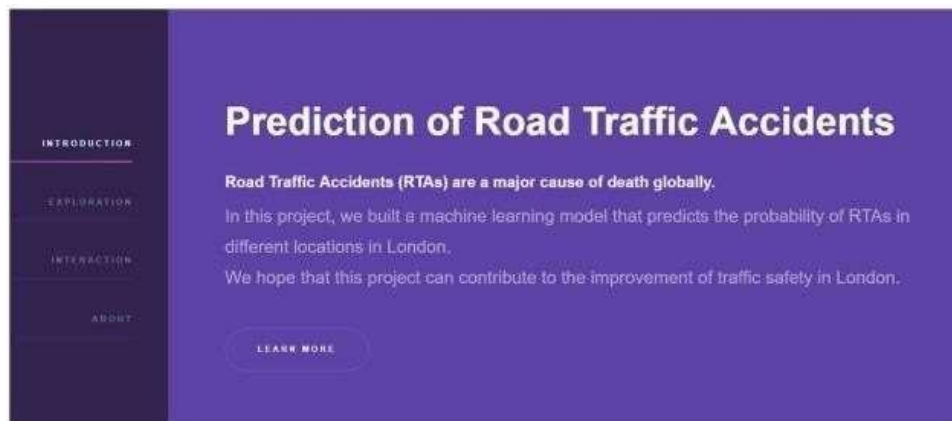 INTRODUCTION
EXPLORATION
INTERACTION
ABOUT
Prediction of Road Traffic Accidents
Road Traffic Accidents (RTAs) are a major cause of death globally.
In this project, we built a machine learning model that predicts the probability of RTAs in
different locations in London.
We hope that this project can contribute to the improvement of traffic safety in London.
LEARN MORE